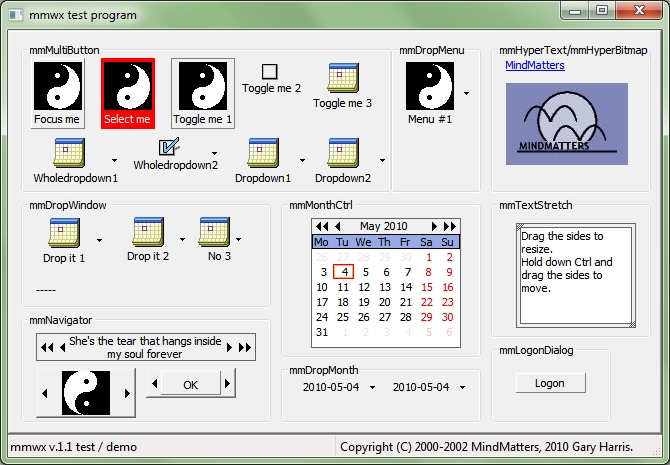 mmwx test program
mmMultiButton
Focus me
Select me
Toggle me 1
Toggle me 2
Toggle me 3
Wholedropdown1
Wholedropdown2
Dropdown1
Dropdown2
mmDropMenu
Menu #1
mmHyperText/mmHyperBitmap
MindMatters
MINDMATTERS
mmDropWindow
Drop it 1
Drop it 2
No 3
-----
mmMonthCtrl
May 2010
Mo Tu We Th Fr Sa Su
26 27 28 29 30 1 2
3 4 5 6 7 8 9
10 11 12 13 14 15 16
17 18 19 20 21 22 23
24 25 26 27 28 29 30
31 1 2 3 4 5 6
mmTextStretch
Drag the sides to
resize.
Hold down Ctrl and
drag the sides to
move.
mmNavigator
She's the tear that hangs inside
my soul forever
OK
mmDropMonth
2010-05-04
2010-05-04
mmLogonDialog
Logon
mmwx v.1.1 test / demo
Copyright (C) 2000-2002 MindMatters, 2010 Gary Harris.